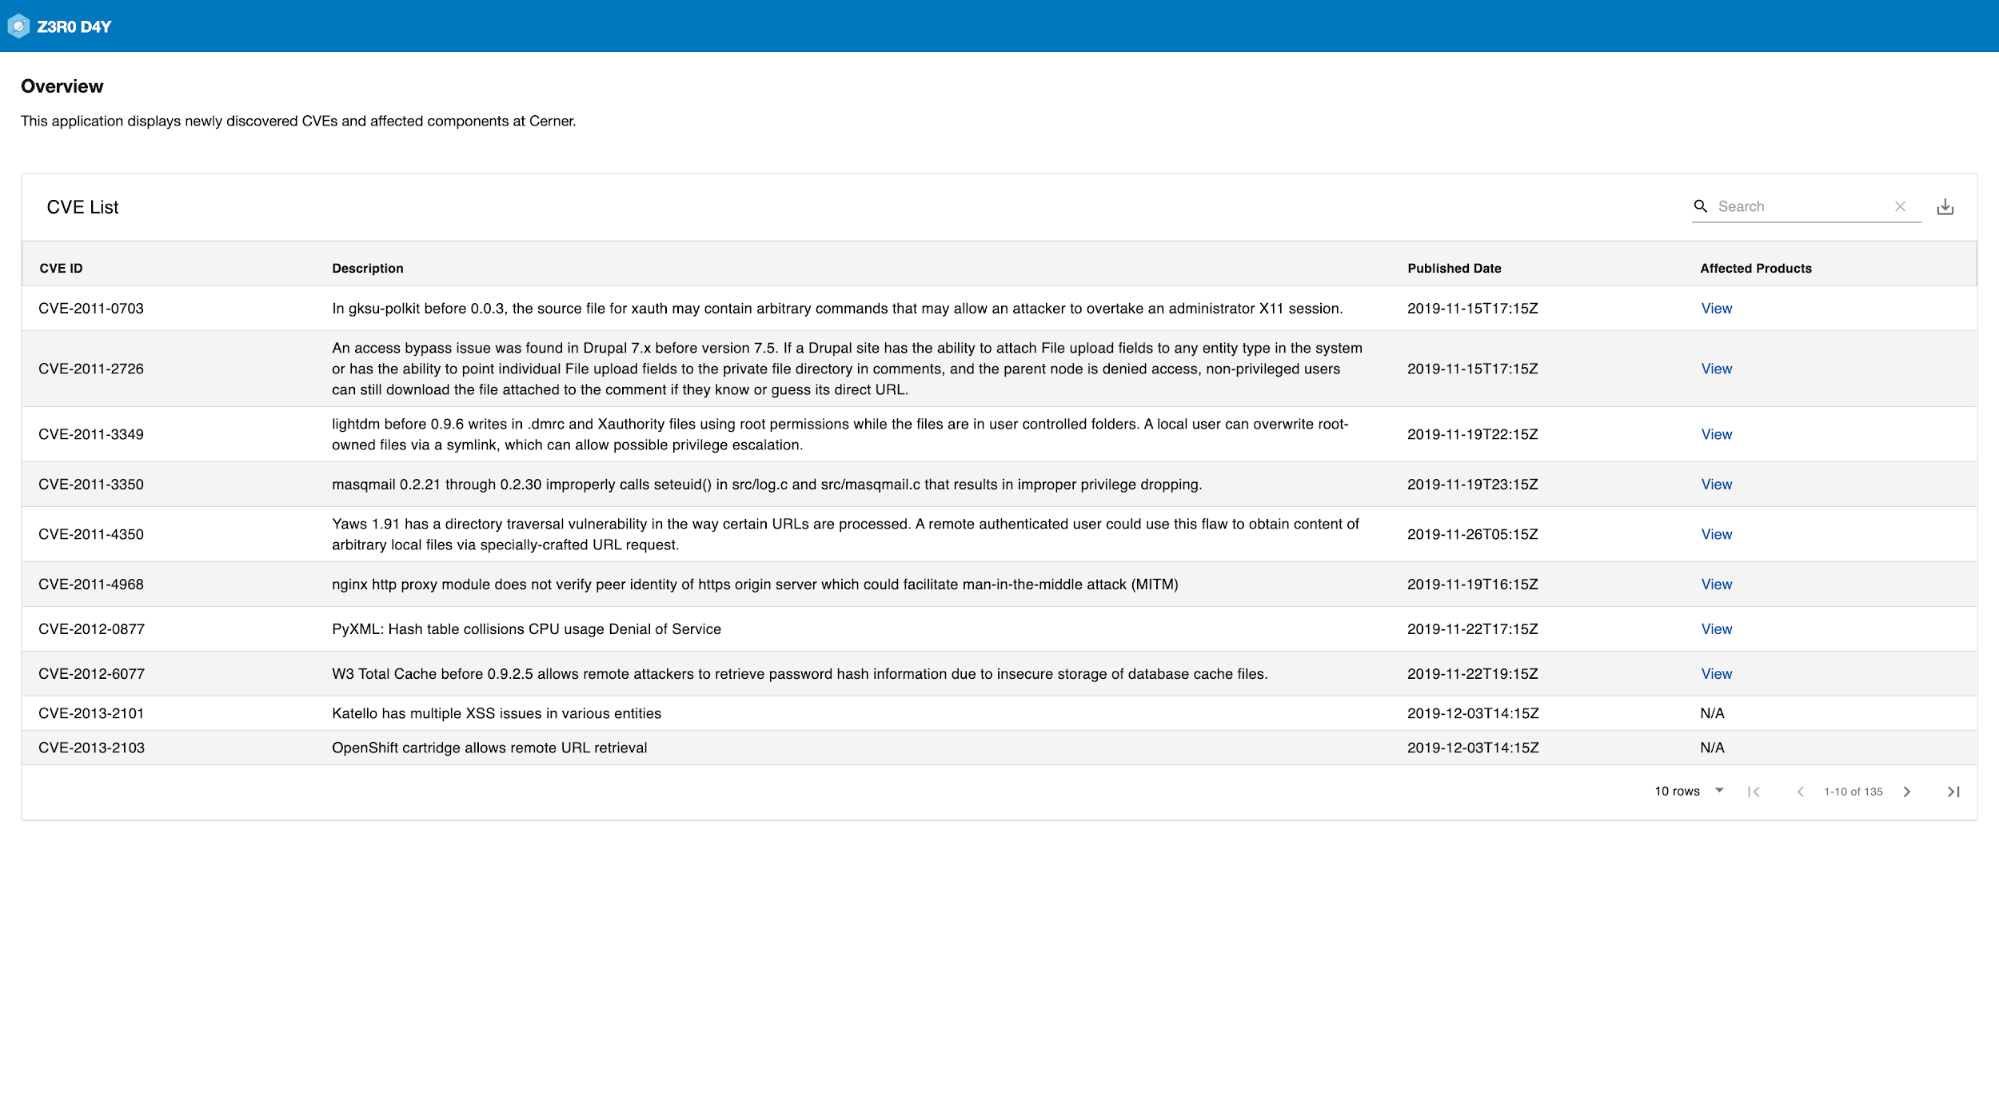 Z3R0 D4Y
Overview
This application displays newly discovered CVEs and affected components at Cerner.
CVE List
Search
CVE ID Description Published Date Affected Products
CVE-2011-0703 In gksu-polkit before 0.0.3, the source file for xauth may contain arbitrary commands that may allow an attacker to overtake an administrator X11 session. 2019-11-15T17:15Z View
An access bypass issue was found in Drupal 7.x before version 7.5. If a Drupal site has the ability to attach File upload fields to any entity type in the system
CVE-2011-2726 or has the ability to point individual File upload fields to the private file directory in comments, and the parent node is denied access, non-privileged users 2019-11-15T17:15Z View
can still download the file attached to the comment if they know or guess its direct URL.
CVE-2011-3349 lightdm before 0.9.6 writes in .dmrc and Xauthority files using root permissions while the files are in user controlled folders. A local user can overwrite root-
owned files via a symlink, which can allow possible privilege escalation. 2019-11-19T22:15Z View
CVE-2011-3350 masqmail 0.2.21 through 0.2.30 improperly calls seteuid() in src/log.c and src/masqmail.c that results in improper privilege dropping. 2019-11-19T23:15Z View
CVE-2011-4350 Yaws 1.91 has a directory traversal vulnerability in the way certain URLs are processed. A remote authenticated user could use this flaw to obtain content of
arbitrary local files via specially-crafted URL request. 2019-11-26T05:15Z View
CVE-2011-4968 nginx http proxy module does not verify peer identity of https origin server which could facilitate man-in-the-middle attack (MITM) 2019-11-19T16:15Z View
CVE-2012-0877 PyXML: Hash table collisions CPU usage Denial of Service 2019-11-22T17:15Z View
CVE-2012-6077 W3 Total Cache before 0.9.2.5 allows remote attackers to retrieve password hash information due to insecure storage of database cache files. 2019-11-22T19:15Z View
CVE-2013-2101 Katello has multiple XSS issues in various entities 2019-12-03T14:15Z N/A
CVE-2013-2103 OpenShift cartridge allows remote URL retrieval 2019-12-03T14:15Z N/A
10 rows 1-10 of 135